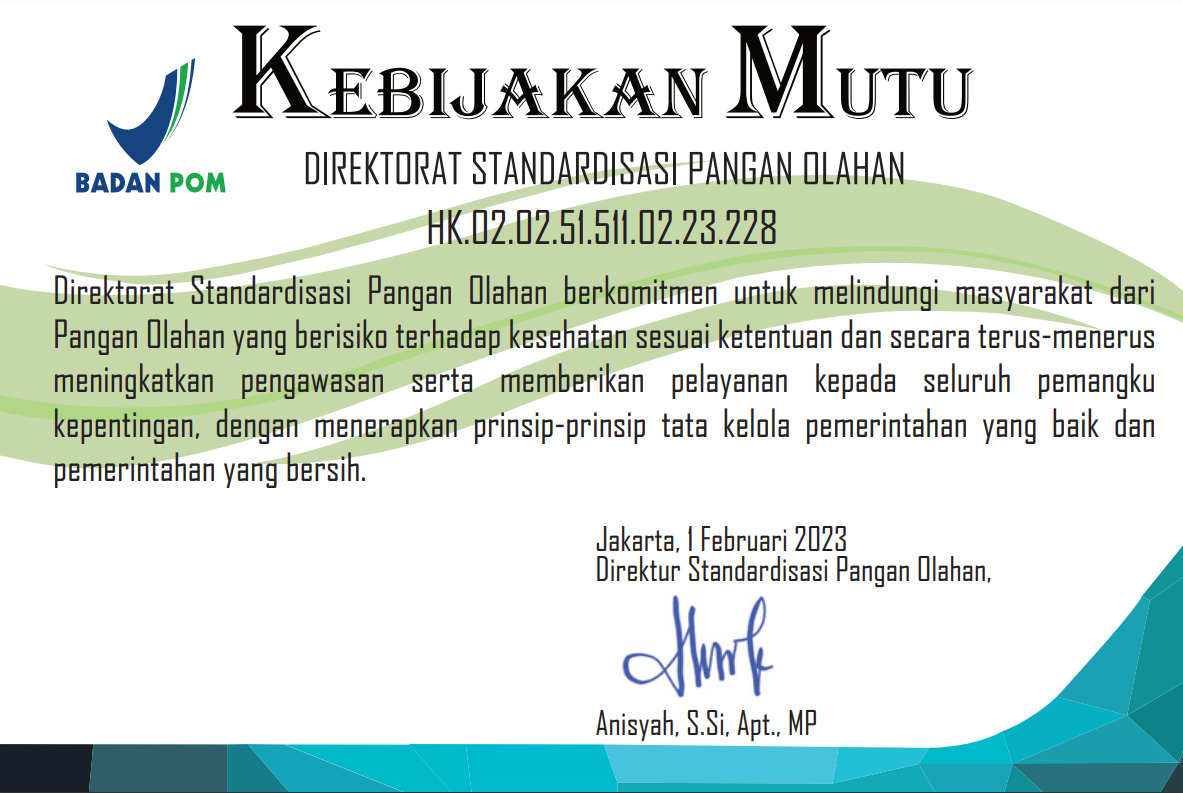 KEBIJAKAN MUTU
BADAN POM
DIREKTORAT STANDARDISASI PANGAN OLAHAN
HK.02.02.51.511.02.23.228
Direktorat Standardisasi Pangan Olahan berkomitmen untuk melindungi masyarakat dari
Pangan Olahan yang berisiko terhadap kesehatan sesuai ketentuan dan secara terus-menerus
meningkatkan pengawasan serta memberikan pelayanan kepada seluruh pemangku
kepentingan, dengan menerapkan prinsip-prinsip tata kelola pemerintahan yang baik dan
pemerintahan yang bersih.
Jakarta, 1 Februari 2023
Direktur Standardisasi Pangan Olahan,
Anisyah, S.Si, Apt., MP